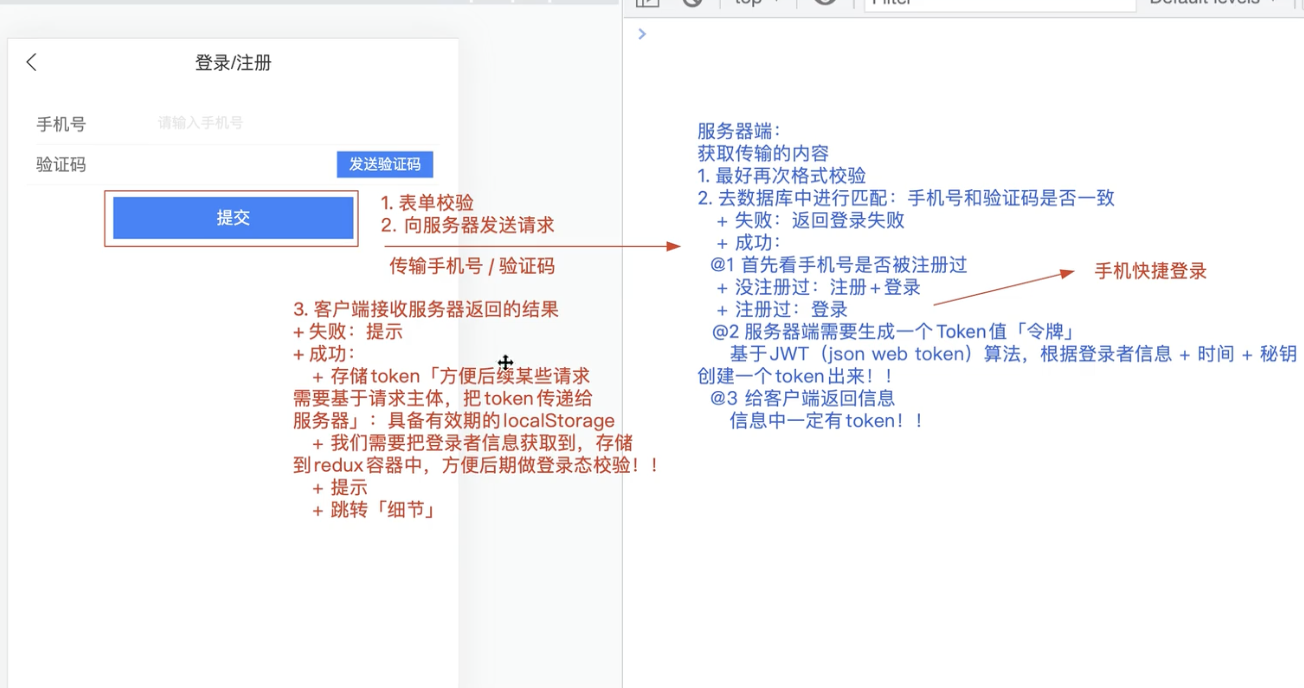 top
Filter
Default levels
登录/注册
手机号 请输入手机号
验证码 发送验证码
提交
1. 表单校验
2. 向服务器发送请求
传输手机号 / 验证码
3. 客户端接收服务器返回的结果
+ 失败：提示
+ 成功：
+ 存储token「方便后续某些请求
需要基于请求主体，把token传递给
服务器」：具备有效期的localStorage
+ 我们需要把登录者信息获取到，存储
到redux容器中，方便后期做登录态校验！！
+ 提示
+ 跳转「细节」
服务器端：
获取传输的内容
1. 最好再次格式校验
2. 去数据库中进行匹配：手机号和验证码是否一致
+ 失败：返回登录失败
+ 成功：
@1 首先看手机号是否被注册过
+ 没注册过：注册+登录
+ 注册过：登录
手机快捷登录
@2 服务器端需要生成一个Token值「令牌」
基于JWT（json web token）算法，根据登录者信息 + 时间 + 秘钥
创建一个token出来！！
@3 给客户端返回信息
信息中一定有token！！